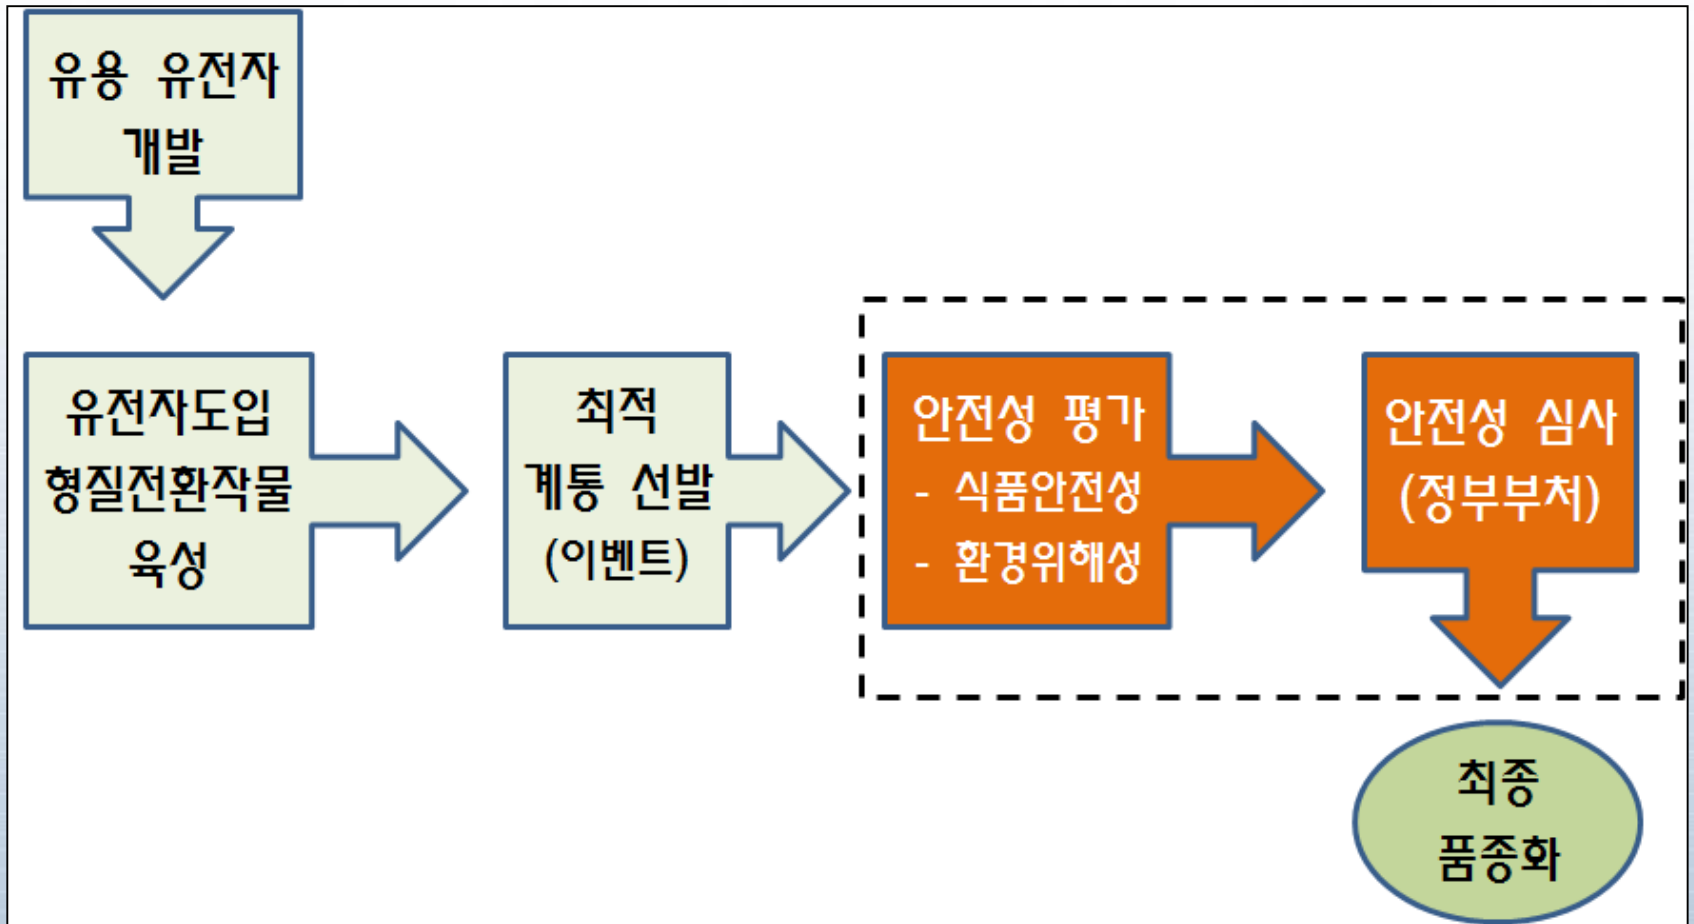 유용 유전자
개발
유전자도입
형질전환작물
육성
최적
계통 선발
(이벤트)
안전성 평가
- 식품안전성
- 환경위해성
안전성 심사
(정부부처)
최종
품종화